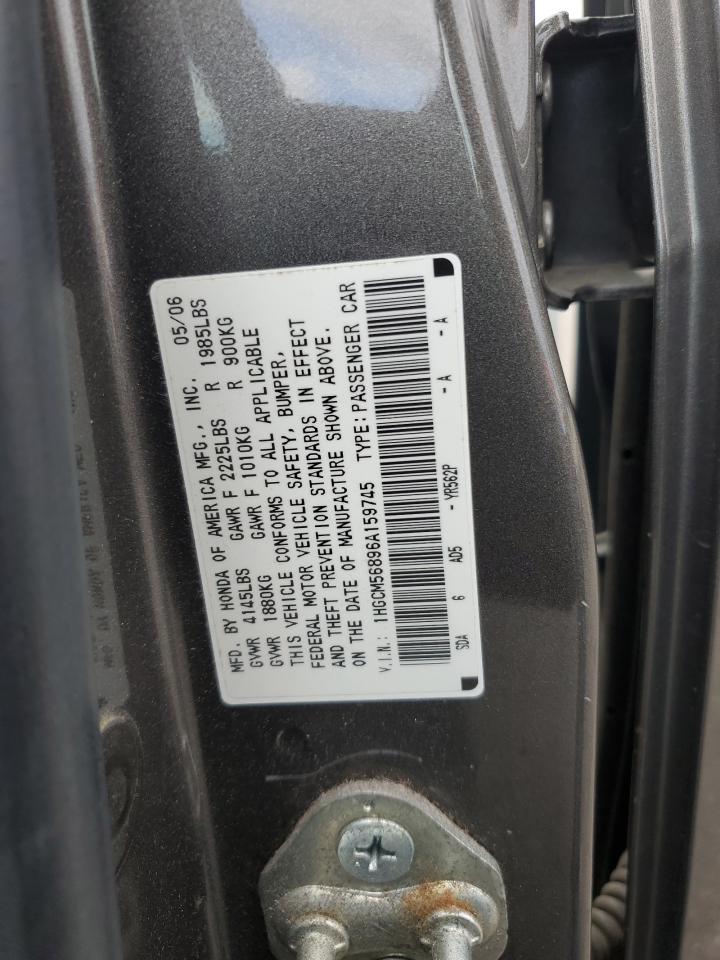 MFD. BY HONDA OF AMERICA MFG., INC. 05/06
GVWR 4145LBS GAWR F 2225LBS R 1985LBS
GVWR 1880KG GAWR F 1010KG R 900KG
THIS VEHICLE CONFORMS TO ALL APPLICABLE
FEDERAL MOTOR VEHICLE SAFETY, BUMPER,
AND THEFT PREVENTION STANDARDS IN EFFECT
ON THE DATE OF MANUFACTURE SHOWN ABOVE.
V.I.N.: 1HGCM56896A159745 TYPE:PASSENGER CAR
SDA 6 AD5 - YR562P - A - A